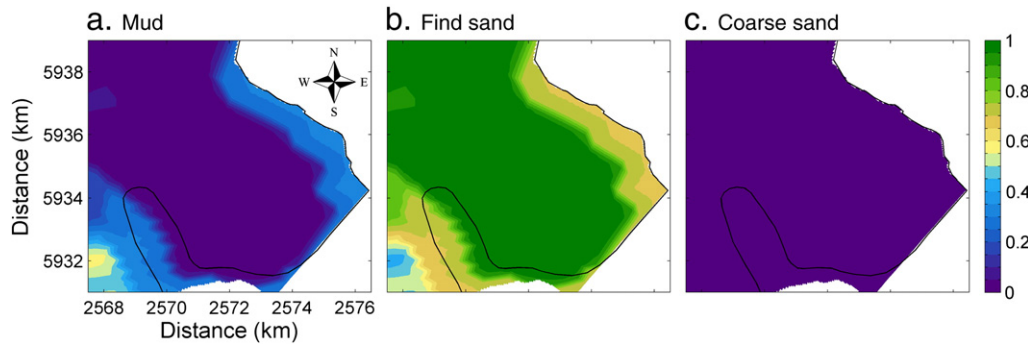 a. Mud
b. Find sand
c. Coarse sand
N
W E
S
Distance (km)
5938
5936
5934
5932
2568 2570 2572 2574 2576
Distance (km)
1
0.8
0.6
0.4
0.2
0